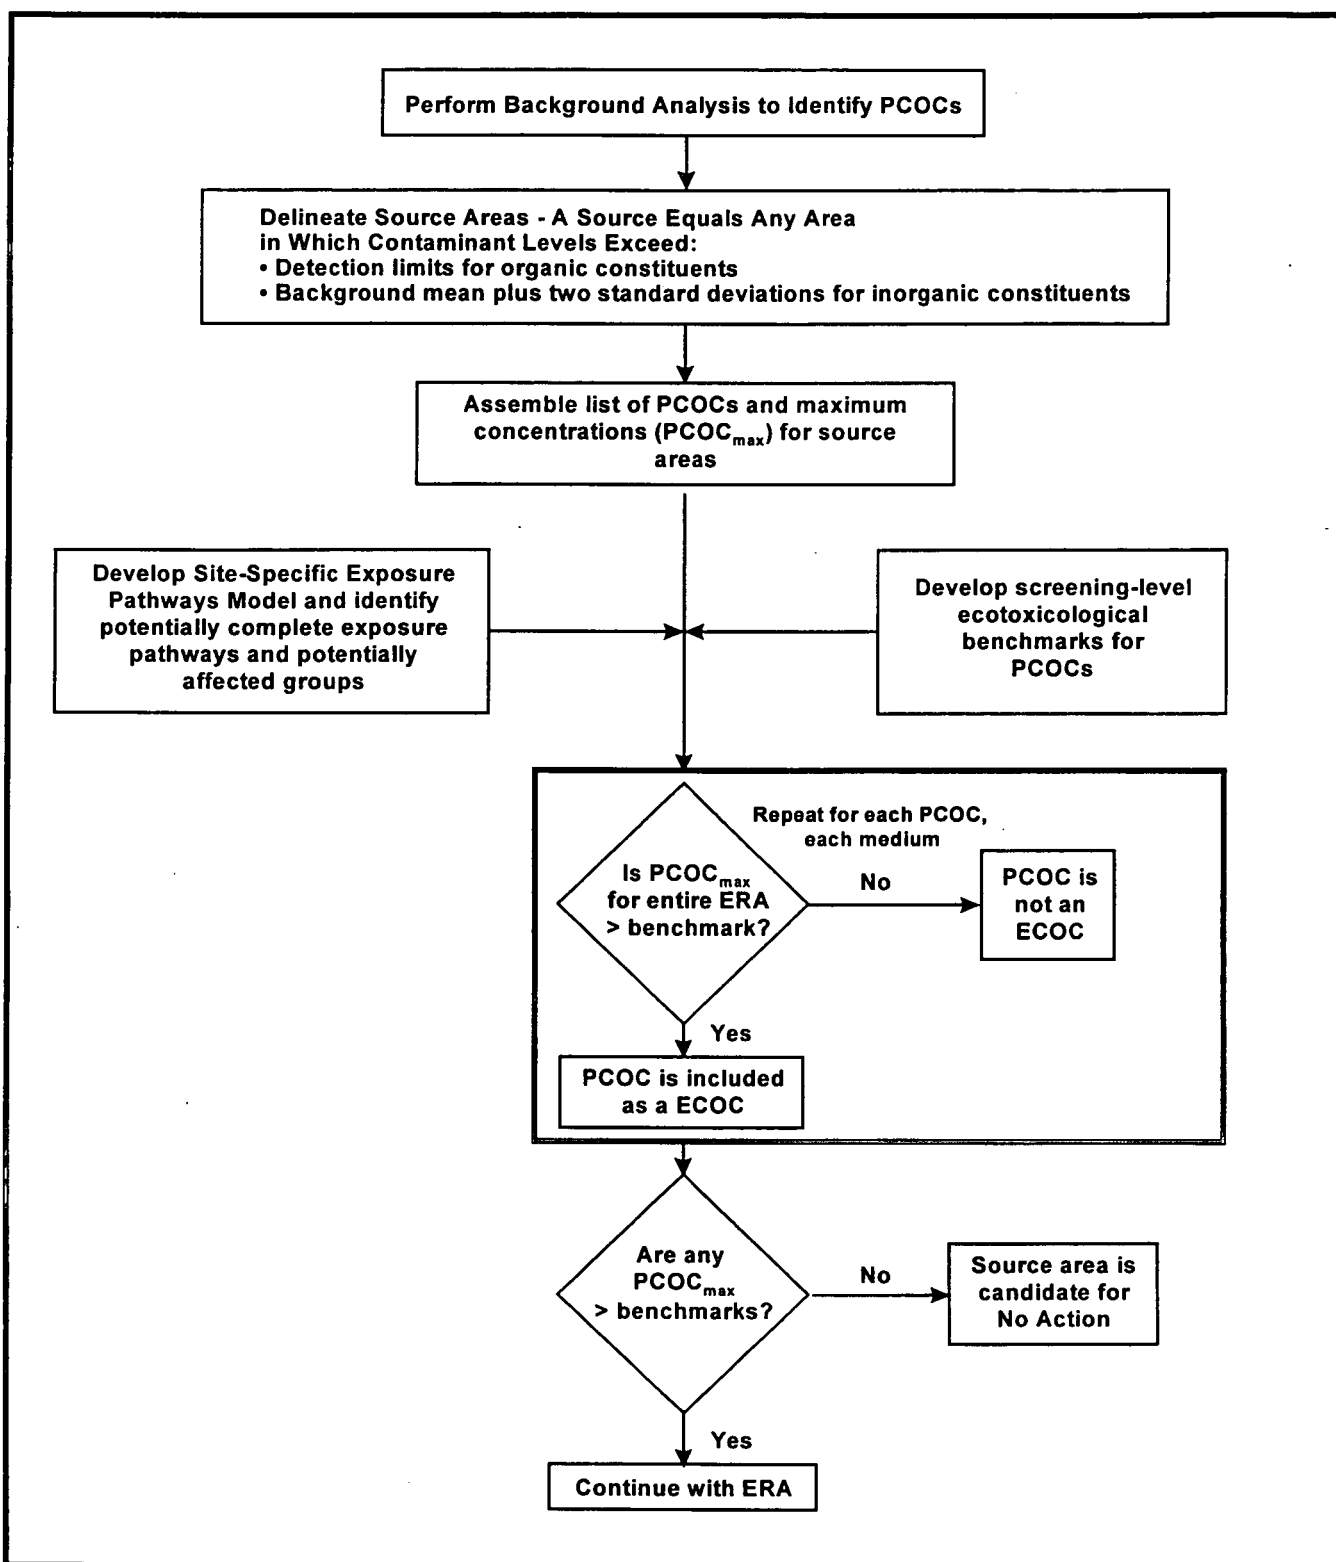 Perform Background Analysis to Identify PCOCs
Delineate Source Areas - A Source Equals Any Area
in Which Contaminant Levels Exceed:
• Detection limits for organic constituents
• Background mean plus two standard deviations for inorganic constituents
Assemble list of PCOCs and maximum
concentrations (PCOCmax) for source
areas
Develop Site-Specific Exposure
Pathways Model and identify
potentially complete exposure
pathways and potentially
affected groups
Develop screening-level
ecotoxicological
benchmarks for
PCOCs
Repeat for each PCOC,
each medium
Is PCOCmax
for entire ERA
> benchmark?
No
PCOC is
not an
ECOC
Yes
PCOC is included
as a ECOC
Are any
PCOCmax
> benchmarks?
No
Source area is
candidate for
No Action
Yes
Continue with ERA